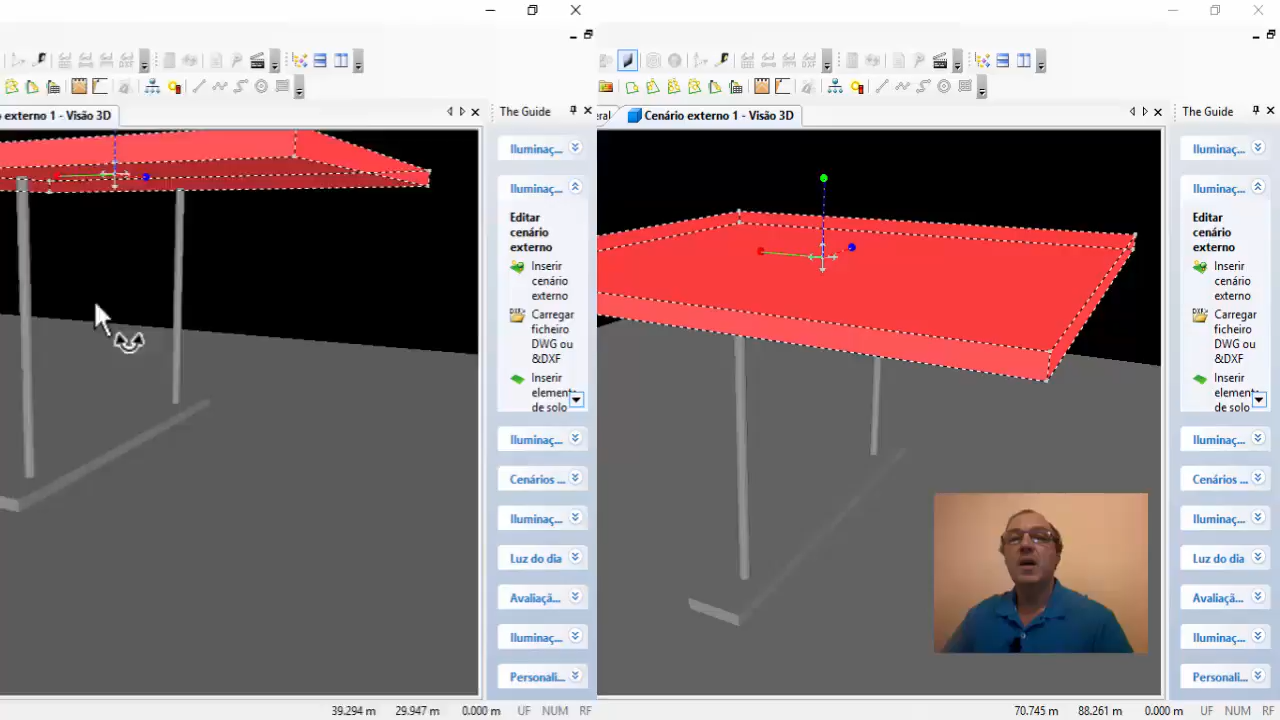 externo 1 - Visão 3D
The Guide
Iluminaç...
Iluminaç...
Editar
cenário
externo
Inserir
cenário
externo
Carregar
ficheiro
DWG ou
&DXF
Inserir
element
de solo
Iluminaç...
Cenários ...
Iluminaç...
Luz do dia
Avaliaçã...
Iluminaç...
Personali...
39.294 m 29.947 m 0.000 m UF NUM RF
eral
Cenário externo 1 - Visão 3D
The Guide
Iluminaç...
Iluminaç...
Editar
cenário
externo
Inserir
cenário
externo
Carregar
ficheiro
DWG ou
&DXF
Inserir
element
de solo
Iluminaç...
Cenários ...
Iluminaç...
Luz do dia
Avaliaçã...
Iluminaç...
Personali...
70.745 m 88.261 m 0.000 m UF NUM RF